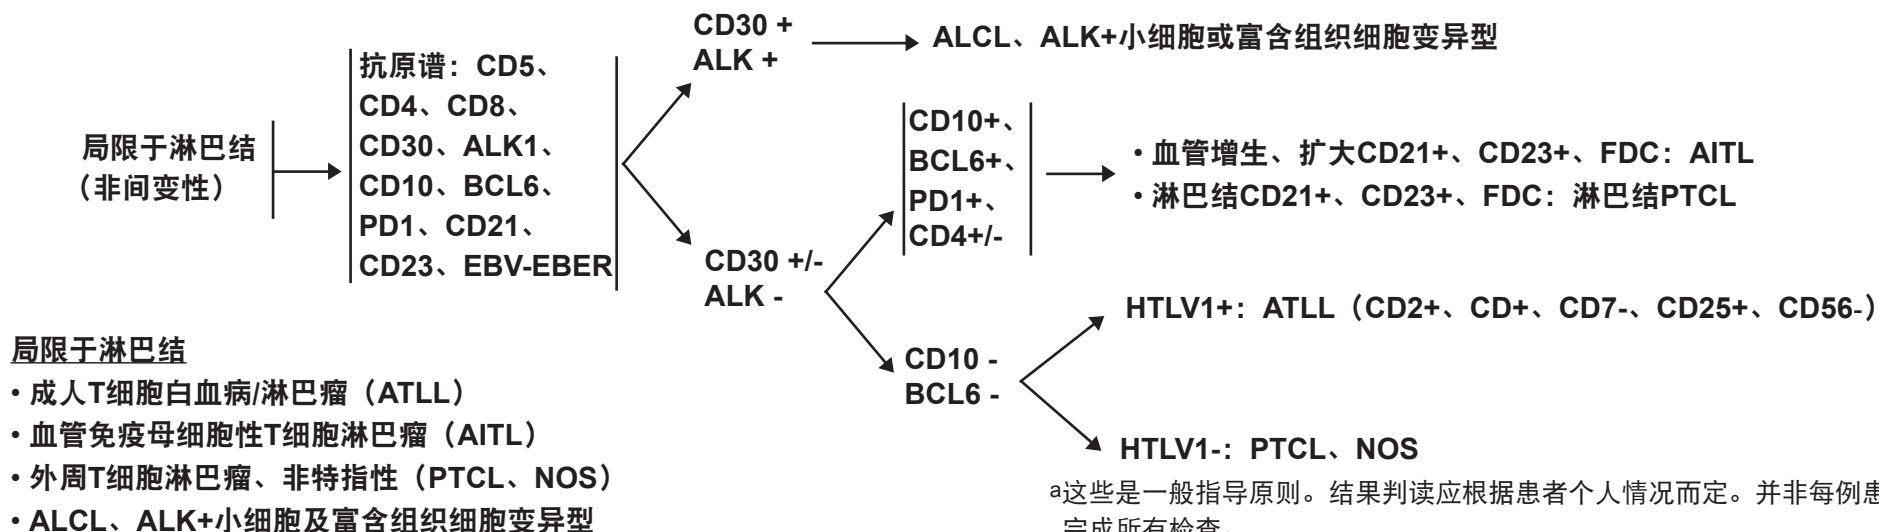 局限于淋巴结
（非间变性）
抗原谱：CD5、
CD4、CD8、
CD30、ALK1、
CD10、BCL6、
PD1、CD21、
CD23、EBV-EBER
CD30 +
ALK +
ALCL、ALK+小细胞或富含组织细胞变异型
CD30 +/-
ALK -
CD10+、
BCL6+、
PD1+、
CD4+/-
• 血管增生、扩大CD21+、CD23+、FDC：AITL
• 淋巴结CD21+、CD23+、FDC：淋巴结PTCL
CD10 -
BCL6 -
HTLV1+：ATLL（CD2+、CD+、CD7-、CD25+、CD56-）
HTLV1-：PTCL、NOS
局限于淋巴结
• 成人T细胞白血病/淋巴瘤（ATLL）
• 血管免疫母细胞性T细胞淋巴瘤（AITL）
• 外周T细胞淋巴瘤、非特指性（PTCL、NOS）
• ALCL、ALK+小细胞及富含组织细胞变异型
a这些是一般指导原则。结果判读应根据患者个人情况而定。并非每例患
完成所有检查。